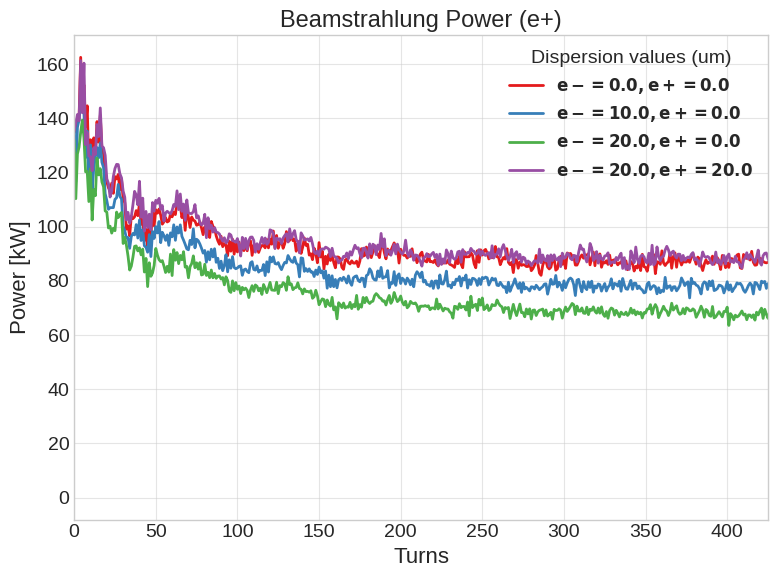 Beamstrahlung Power (e+)
Dispersion values (um)
e− = 0.0, e+ = 0.0
e− = 10.0, e+ = 0.0
e− = 20.0, e+ = 0.0
e− = 20.0, e+ = 20.0
Power [kW]
160
140
120
100
80
60
40
20
0
0 50 100 150 200 250 300 350 400
Turns